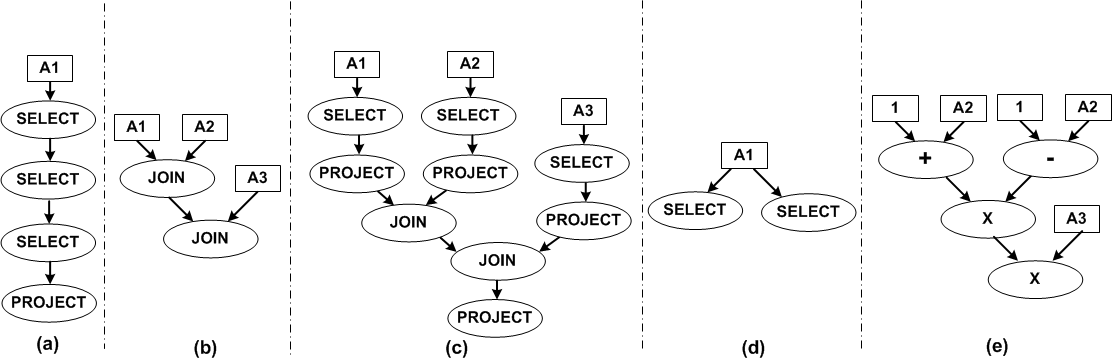 A1
SELECT
SELECT
SELECT
PROJECT
(a)
A1 A2
JOIN
A3
JOIN
(b)
A1 A2
SELECT SELECT
A3
PROJECT PROJECT
SELECT
JOIN
PROJECT
JOIN
PROJECT
(c)
A1
SELECT SELECT
(d)
1 A2 1 A2
+ -
X
A3
X
(e)